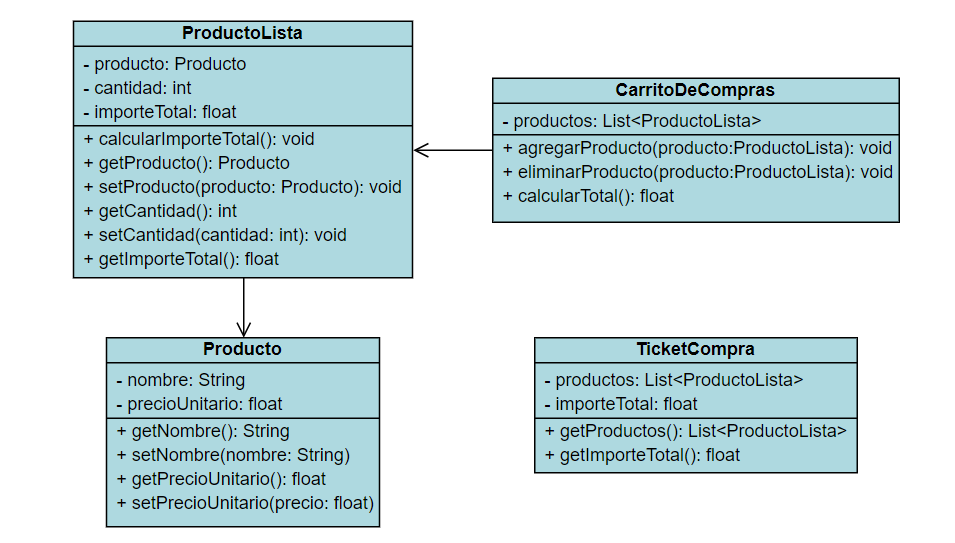 ProductoLista
- producto: Producto
- cantidad: int
- importeTotal: float
+ calcularImporteTotal(): void
+ getProducto(): Producto
+ setProducto(producto: Producto): void
+ getCantidad(): int
+ setCantidad(cantidad: int): void
+ getImporteTotal(): float
CarritoDeCompras
- productos: List<ProductoLista>
+ agregarProducto(producto:ProductoLista): void
+ eliminarProducto(producto:ProductoLista): void
+ calcularTotal(): float
Producto
- nombre: String
- precioUnitario: float
+ getNombre(): String
+ setNombre(nombre: String)
+ getPrecioUnitario(): float
+ setPrecioUnitario(precio: float)
TicketCompra
- productos: List<ProductoLista>
- importeTotal: float
+ getProductos(): List<ProductoLista>
+ getImporteTotal(): float